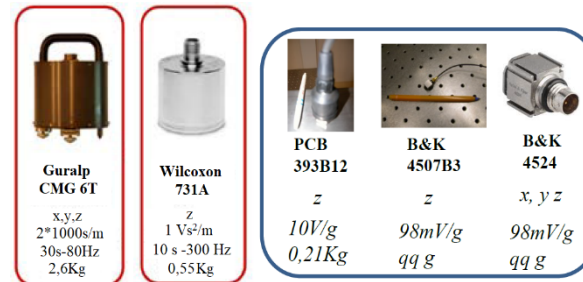 Guralp
CMG 6T
x,y,z
2*1000s/m
30s-80Hz
2,6Kg
Wilcoxon
731A
z
1 Vs²/m
10 s -300 Hz
0,55Kg
PCB
393B12
z
10V/g
0,21Kg
B&K
4507B3
z
98mV/g
qq g
B&K
4524
x, y z
98mV/g
qq g